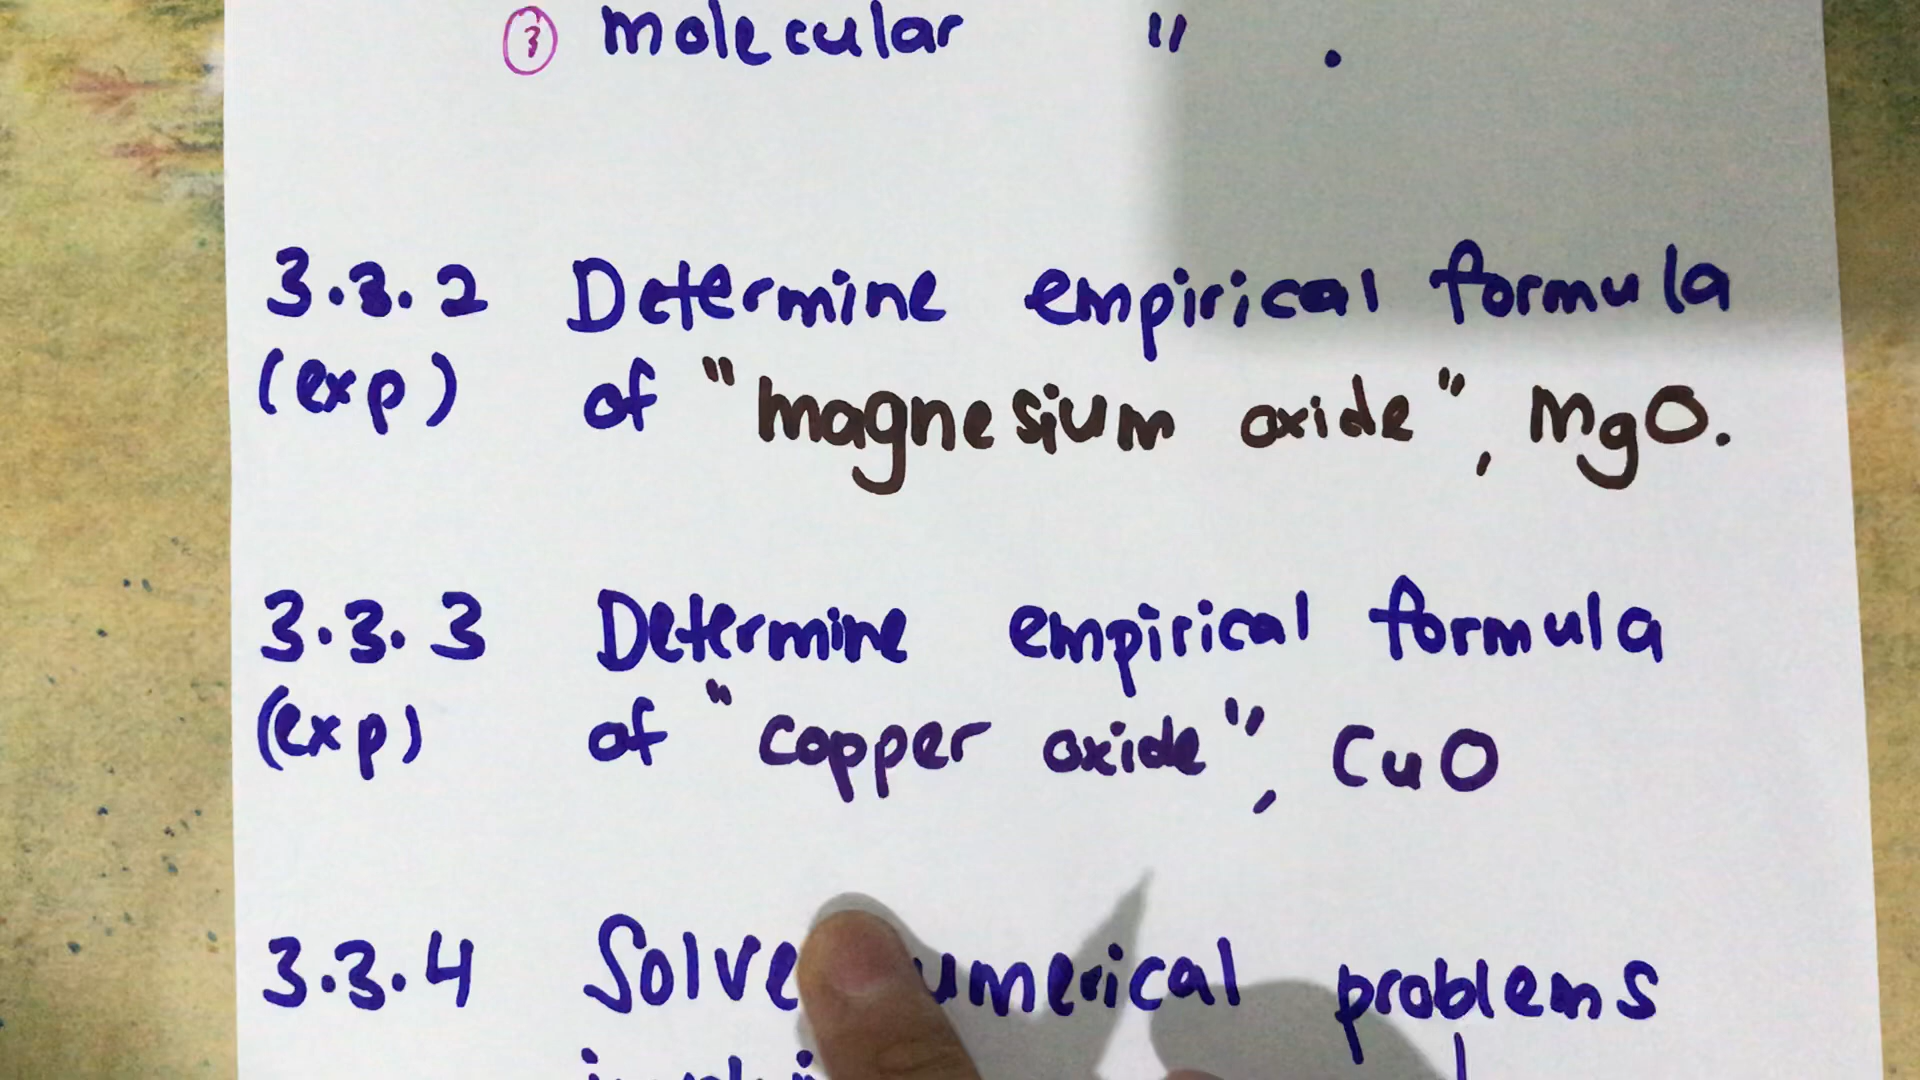 ③ molecular " .
3.3.2 Determine empirical formula
(exp) of "magnesium oxide", MgO.
3.3.3 Determine empirical formula
(exp) of "copper oxide", CuO
3.3.4 Solve problems